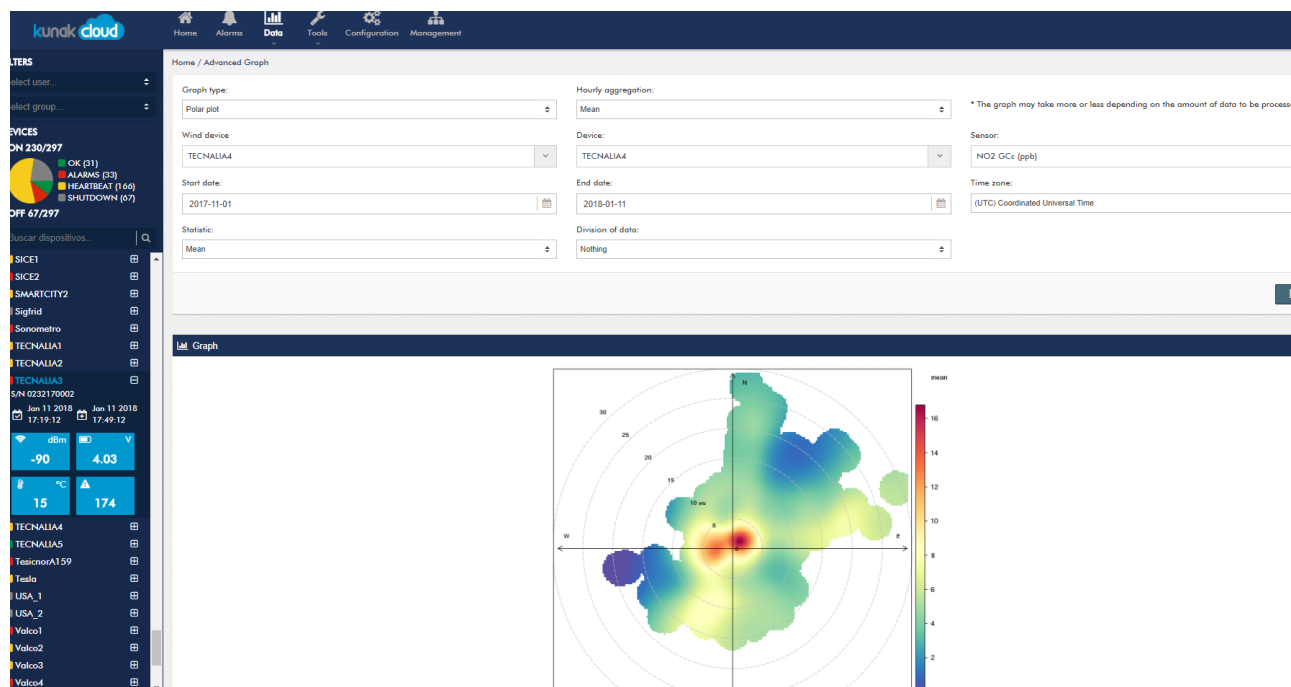 kunak cloud
Home Alarms Data Tools Configuration Management
LTERS
elect user...
elect group...
EVICES
ON 230/297
OK (31)
ALARMS (33)
HEARTBEAT (166)
SHUTDOWN (67)
OFF 67/297
Buscar dispositivos...
SICE1
SICE2
SMARTCITY2
Sigfrid
Sonometro
TECNALIA1
TECNALIA2
TECNALIA3
S/N 0232170002
Jan 11 2018 Jan 11 2018
17:19:12 17:49:12
dBm V
-90 4.03
°C
15 174
TECNALIA4
TECNALIA5
TesicnorA159
Tesla
USA_1
USA_2
Valco1
Valco2
Valco3
Valco4
Home / Advanced Graph
Graph type: Hourly aggregation:
Polar plot Mean * The graph may take more or less depending on the amount of data to be processe
Wind device Device: Sensor:
TECNALIA4 TECNALIA4 NO2 GCc (ppb)
Start date: End date: Time zone:
2017-11-01 2018-01-11 (UTC) Coordinated Universal Time
Statistic: Division of data:
Mean Nothing
Graph
mean
N
30
16
25
20
14
15
12
10 ws
10
5
W E
0
8
6
4
2